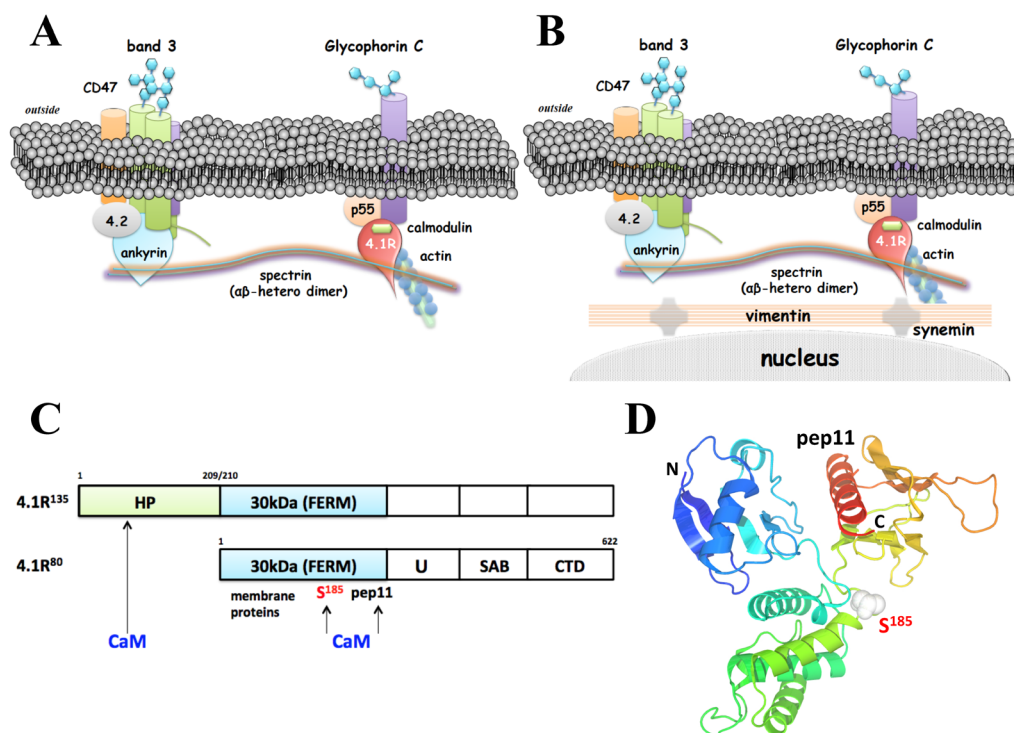 A
band 3
Glycophorin C
CD47
outside
4.2
ankyrin
p55
calmodulin
4.1R
actin
spectrin
(αβ-hetero dimer)
B
band 3
Glycophorin C
CD47
outside
4.2
ankyrin
p55
calmodulin
4.1R
actin
spectrin
(αβ-hetero dimer)
vimentin
synemin
nucleus
C
1 209/210
4.1R¹³⁵ HP 30kDa (FERM)
1 622
4.1R⁸⁰ 30kDa (FERM) U SAB CTD
membrane proteins S¹⁸⁵ pep11
CaM CaM
D
pep11
N
C
S¹⁸⁵